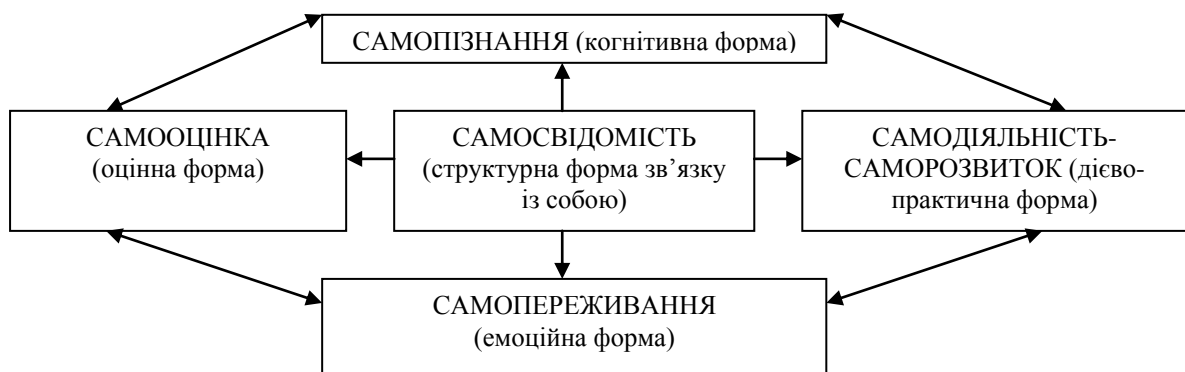 САМОПІЗНАННЯ (когнітивна форма)
САМООЦІНКА
(оцінна форма)
САМОСВІДОМІСТЬ
(структурна форма зв’язку
із собою)
САМОДІЯЛЬНІСТЬ-
САМОРОЗВИТОК (дієво-
практична форма)
САМОПЕРЕЖИВАННЯ
(емоційна форма)